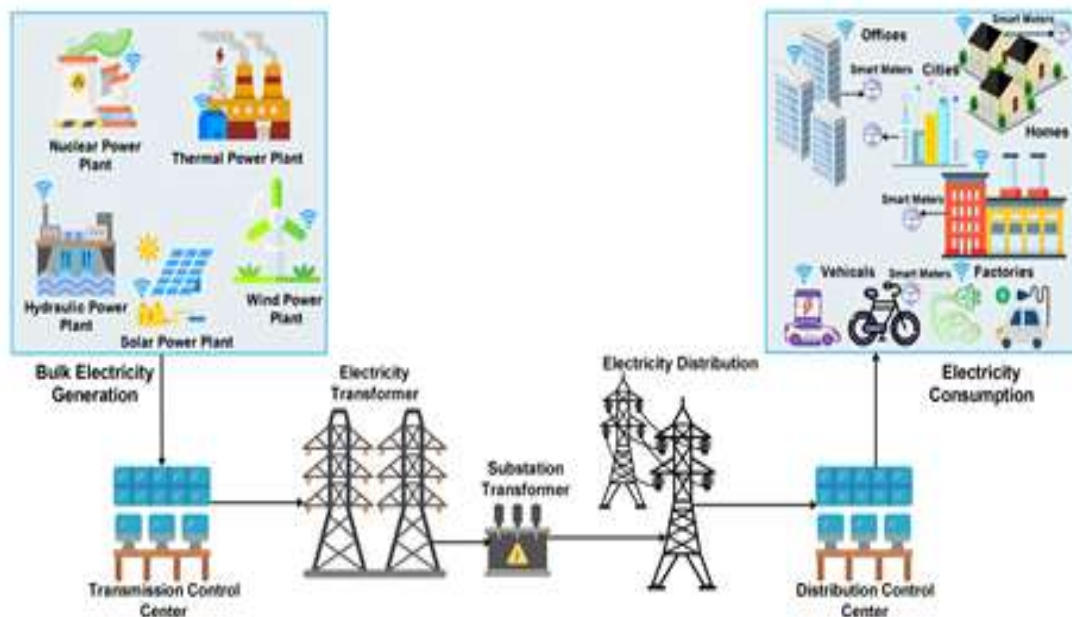 Nuclear Power
Plant
Thermal Power Plant
Hydraulic Power
Plant
Solar Power Plant
Wind Power
Plant
Bulk Electricity
Generation
Transmission Control
Center
Electricity
Transformer
Substation
Transformer
Electricity Distribution
Distribution Control
Center
Electricity
Consumption
Offices
Smart Meters
Smart Meters
Cities
Homes
Smart Meters
Vehicals
Smart Meters
Factories